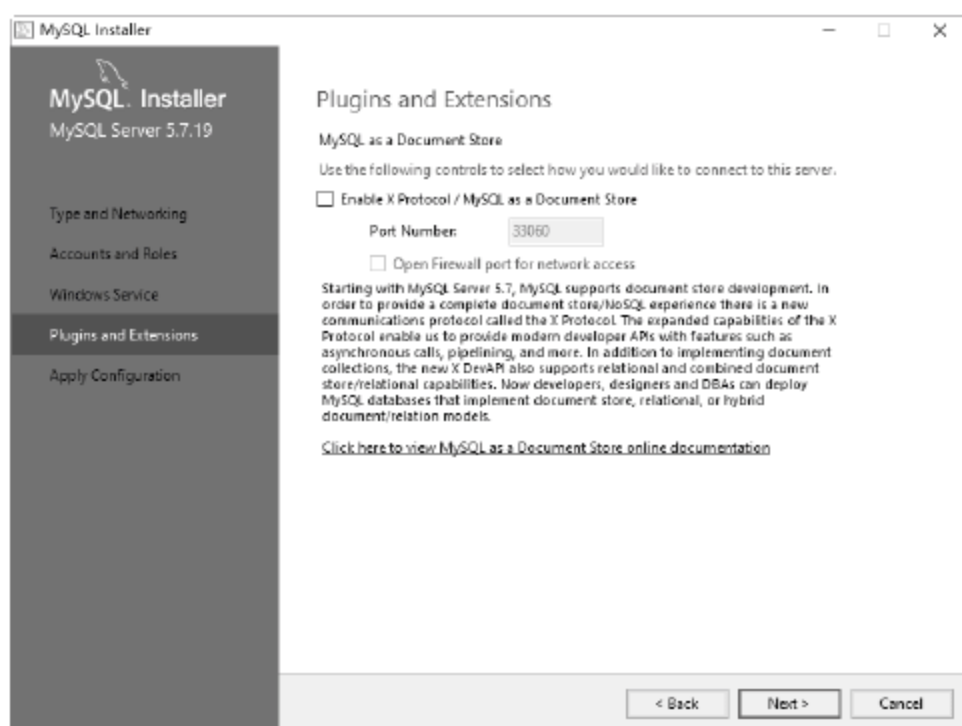 MySQL Installer
MySQL. Installer
MySQL Server 5.7.19
Type and Networking
Accounts and Roles
Windows Service
Plugins and Extensions
Apply Configuration
Plugins and Extensions
MySQL as a Document Store
Use the following controls to select how you would like to connect to this server.
Enable X Protocol / MySQL as a Document Store
Port Number: 33060
Open Firewall port for network access
Starting with MySQL Server 5.7, MySQL supports document store development. In
order to provide a complete document store/NoSQL experience there is a new
communications protocol called the X Protocol. The expanded capabilities of the X
Protocol enable us to provide modern developer APIs with features such as
asynchronous calls, pipelining, and more. In addition to implementing document
collections, the new X DevAPI also supports relational and combined document
store/relational capabilities. Now developers, designers and DBAs can deploy
MySQL databases that implement document store, relational, or hybrid
document/relation models.
Click here to view MySQL as a Document Store online documentation
< Back
Next >
Cancel